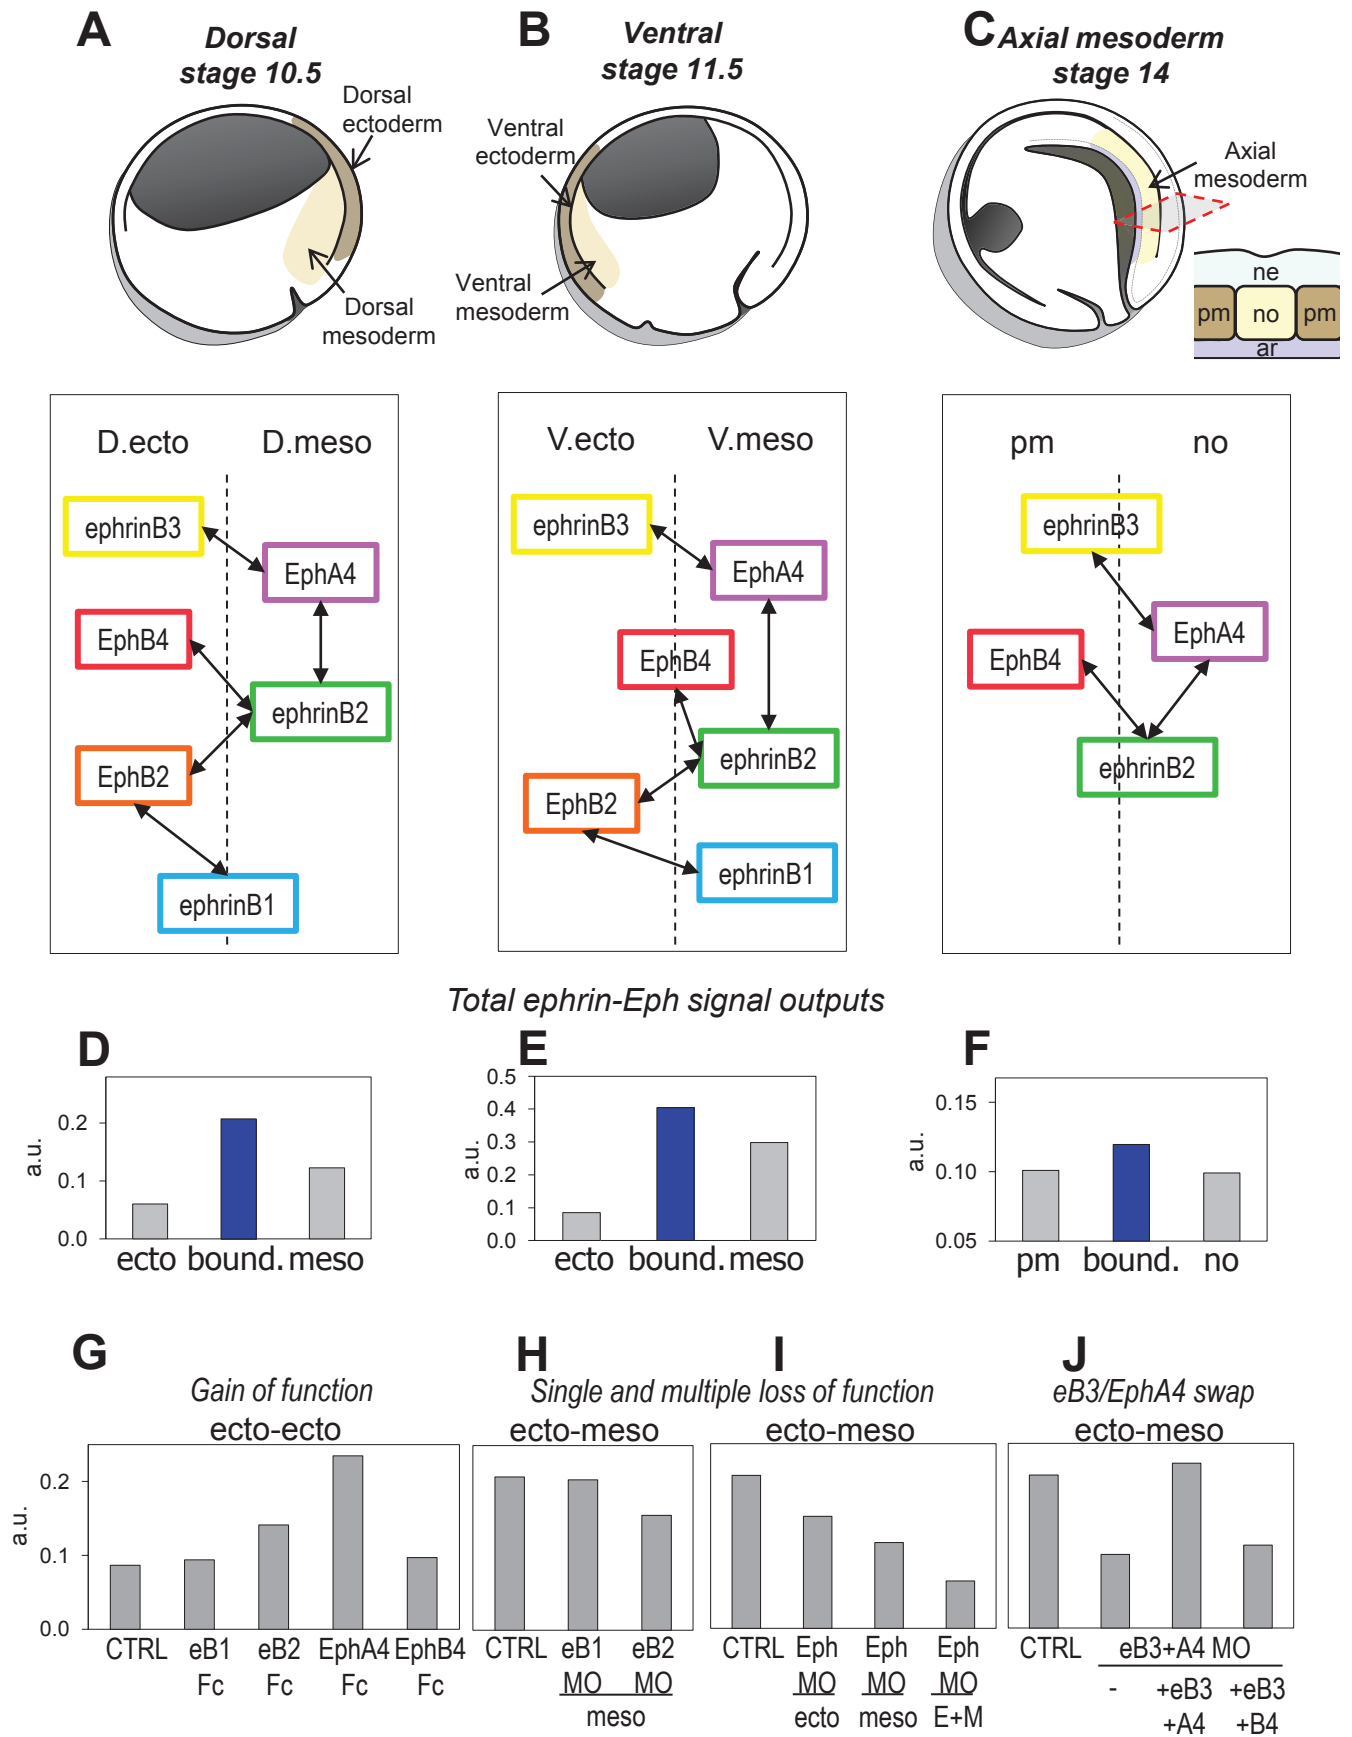 A
Dorsal
stage 10.5
Dorsal
ectoderm
Dorsal
mesoderm
B
Ventral
stage 11.5
Ventral
ectoderm
Ventral
mesoderm
C
Axial mesoderm
stage 14
Axial
mesoderm
ne
pm no pm
ar
D.ecto D.meso
ephrinB3
EphA4
EphB4
ephrinB2
EphB2
ephrinB1
V.ecto V.meso
ephrinB3
EphA4
EphB4
ephrinB2
EphB2
ephrinB1
pm no
ephrinB3
EphA4
EphB4
ephrinB2
Total ephrin-Eph signal outputs
D
a.u.
0.2
0.1
0.0
ecto bound. meso
E
a.u.
0.5
0.4
0.3
0.2
0.1
0.0
ecto bound. meso
F
a.u.
0.15
0.10
0.05
pm bound. no
G
Gain of function
ecto-ecto
a.u.
0.2
0.1
0.0
CTRL eB1 eB2 EphA4 EphB4
Fc Fc Fc Fc
H I
Single and multiple loss of function
ecto-meso ecto-meso
CTRL eB1 eB2
MO MO
meso
CTRL Eph Eph Eph
MO MO MO
ecto meso E+M
J
eB3/EphA4 swap
ecto-meso
CTRL eB3+A4 MO
- +eB3 +eB3
+A4 +B4